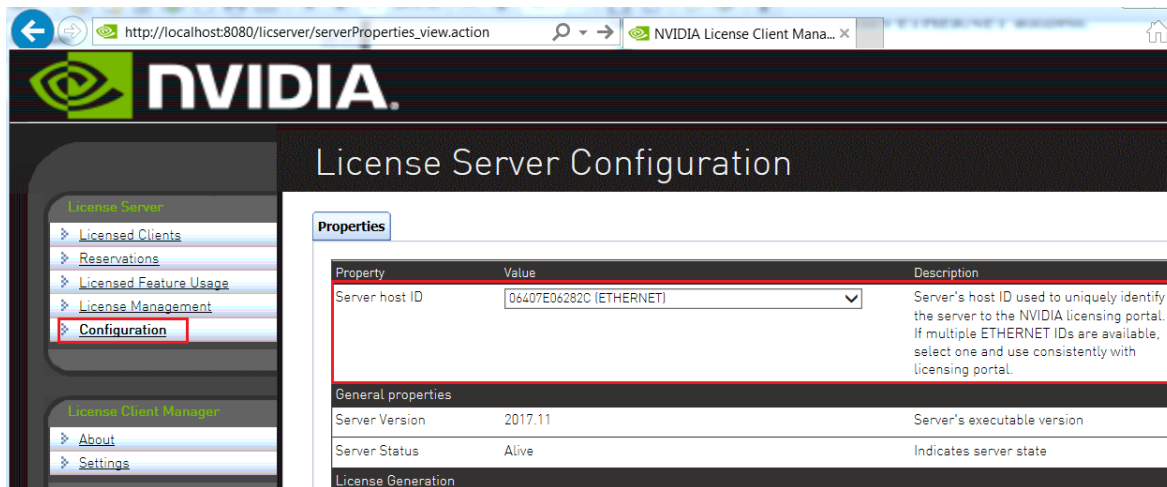 http://localhost:8080/licserver/serverProperties_view.action
NVIDIA License Client Mana...
NVIDIA.
License Server Configuration
License Server
Licensed Clients
Reservations
Licensed Feature Usage
License Management
Configuration
License Client Manager
About
Settings
Properties
Property Value Description
Server host ID 06407E06282C (ETHERNET) Server's host ID used to uniquely identify
the server to the NVIDIA licensing portal.
If multiple ETHERNET IDs are available,
select one and use consistently with
licensing portal.
General properties
Server Version 2017.11 Server's executable version
Server Status Alive Indicates server state
License Generation